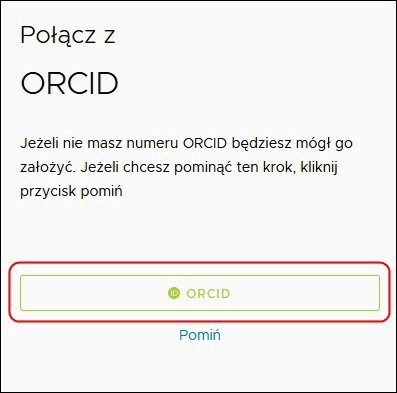 Połącz z
ORCID
Jeżeli nie masz numeru ORCID będziesz mógł go
założyć. Jeżeli chcesz pominąć ten krok, kliknij
przycisk pomiń
iD ORCID
Pomiń